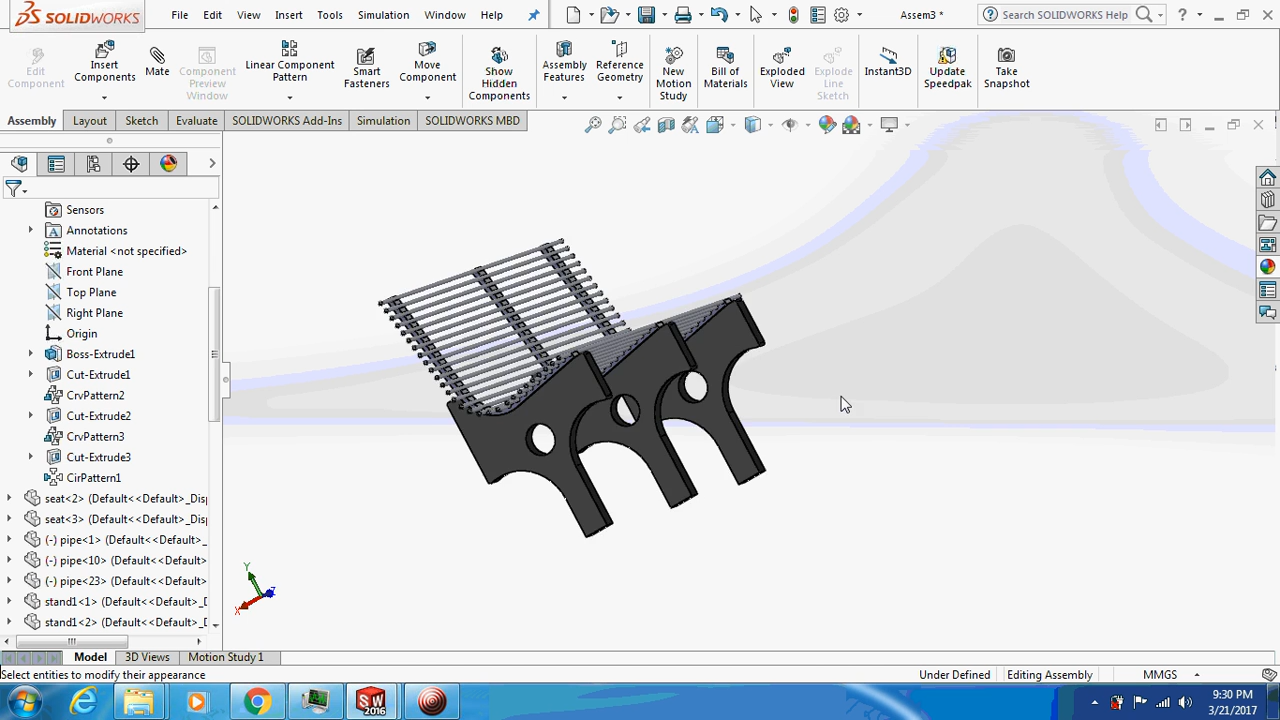 SOLIDWORKS File Edit View Insert Tools Simulation Window Help Assem3 * Search SOLIDWORKS Help ?
Edit Component
Insert Components
Mate
Component Preview Window
Linear Component Pattern
Smart Fasteners
Move Component
Show Hidden Components
Assembly Features
Reference Geometry
New Motion Study
Bill of Materials
Exploded View
Explode Line Sketch
Instant3D
Update Speedpak
Take Snapshot
Assembly Layout Sketch Evaluate SOLIDWORKS Add-Ins Simulation SOLIDWORKS MBD
Sensors
Annotations
Material <not specified>
Front Plane
Top Plane
Right Plane
Origin
Boss-Extrude1
Cut-Extrude1
CrvPattern2
Cut-Extrude2
CrvPattern3
Cut-Extrude3
CirPattern1
seat<2> (Default<<Default>_Disp
seat<3> (Default<<Default>_Disp
(-) pipe<1> (Default<<Default>
(-) pipe<10> (Default<<Default>
(-) pipe<23> (Default<<Default>
stand1<1> (Default<<Default>_D
stand1<2> (Default<<Default>_D
Y
X
Z
Model 3D Views Motion Study 1
Select entities to modify their appearance Under Defined Editing Assembly MMGS
SW 2016
9:30 PM
3/21/2017